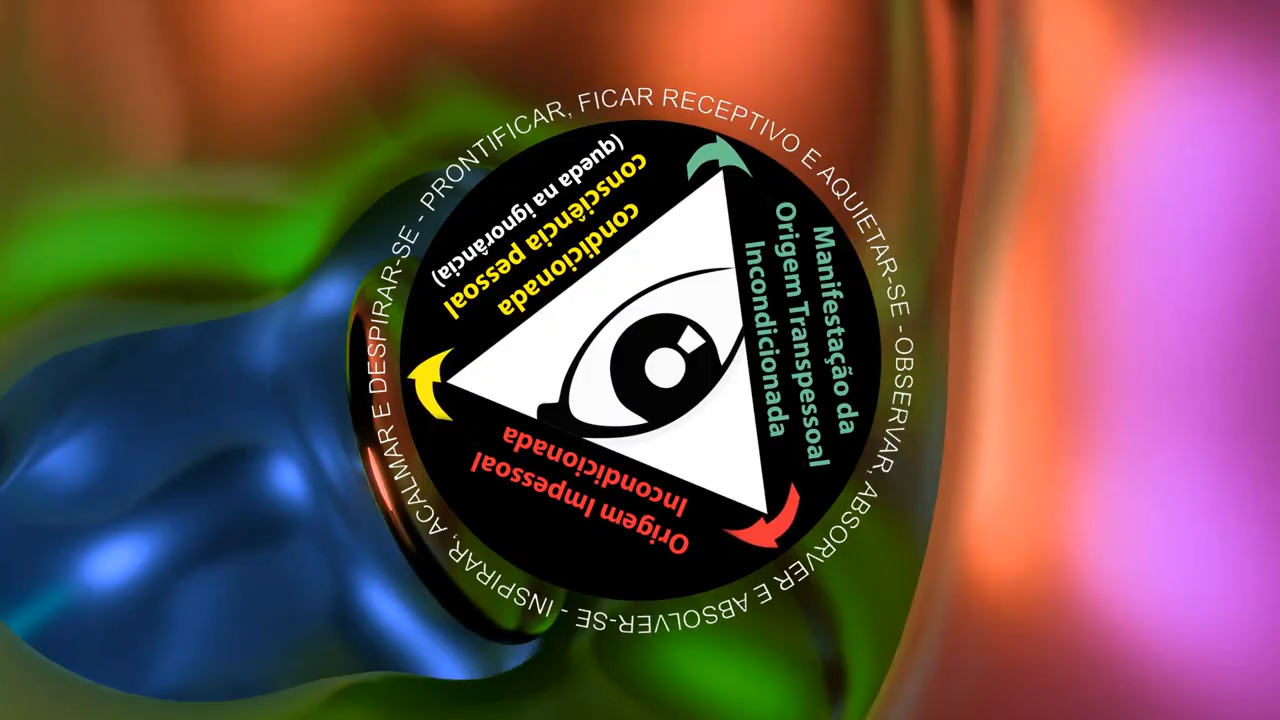 INSPIRAR, ACALMAR E DESPIRAR-SE - PRONTIFICAR, FICAR RECEPTIVO E AQUIETAR-SE - OBSERVAR, ABSORVER E ABSOLVER-SE -
Manifestação da
Origem Transpessoal
Incondicionada
Origem Impessoal
Incondicionada
condicionada
consciência pessoal
(queda na ignorância)